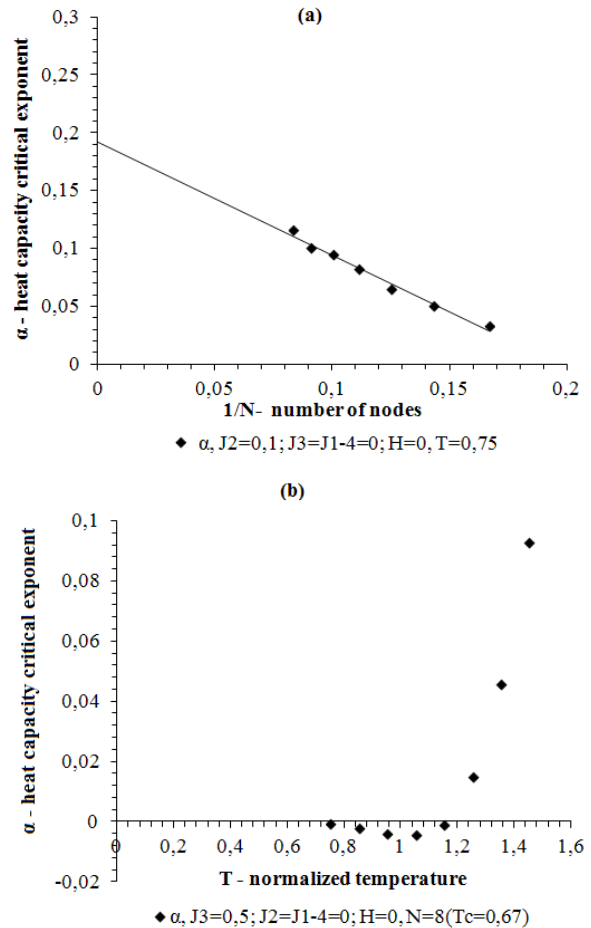 (a)
α - heat capacity critical exponent
0,3
0,25
0,2
0,15
0,1
0,05
0
0 0,05 0,1 0,15 0,2
1/N- number of nodes
α, J2=0,1; J3=J1-4=0; H=0, T=0,75
(b)
α - heat capacity critical exponent
0,1
0,08
0,06
0,04
0,02
0
-0,02
0 0,2 0,4 0,6 0,8 1 1,2 1,4 1,6
T - normalized temperature
α, J3=0,5; J2=J1-4=0; H=0, N=8(Tc=0,67)